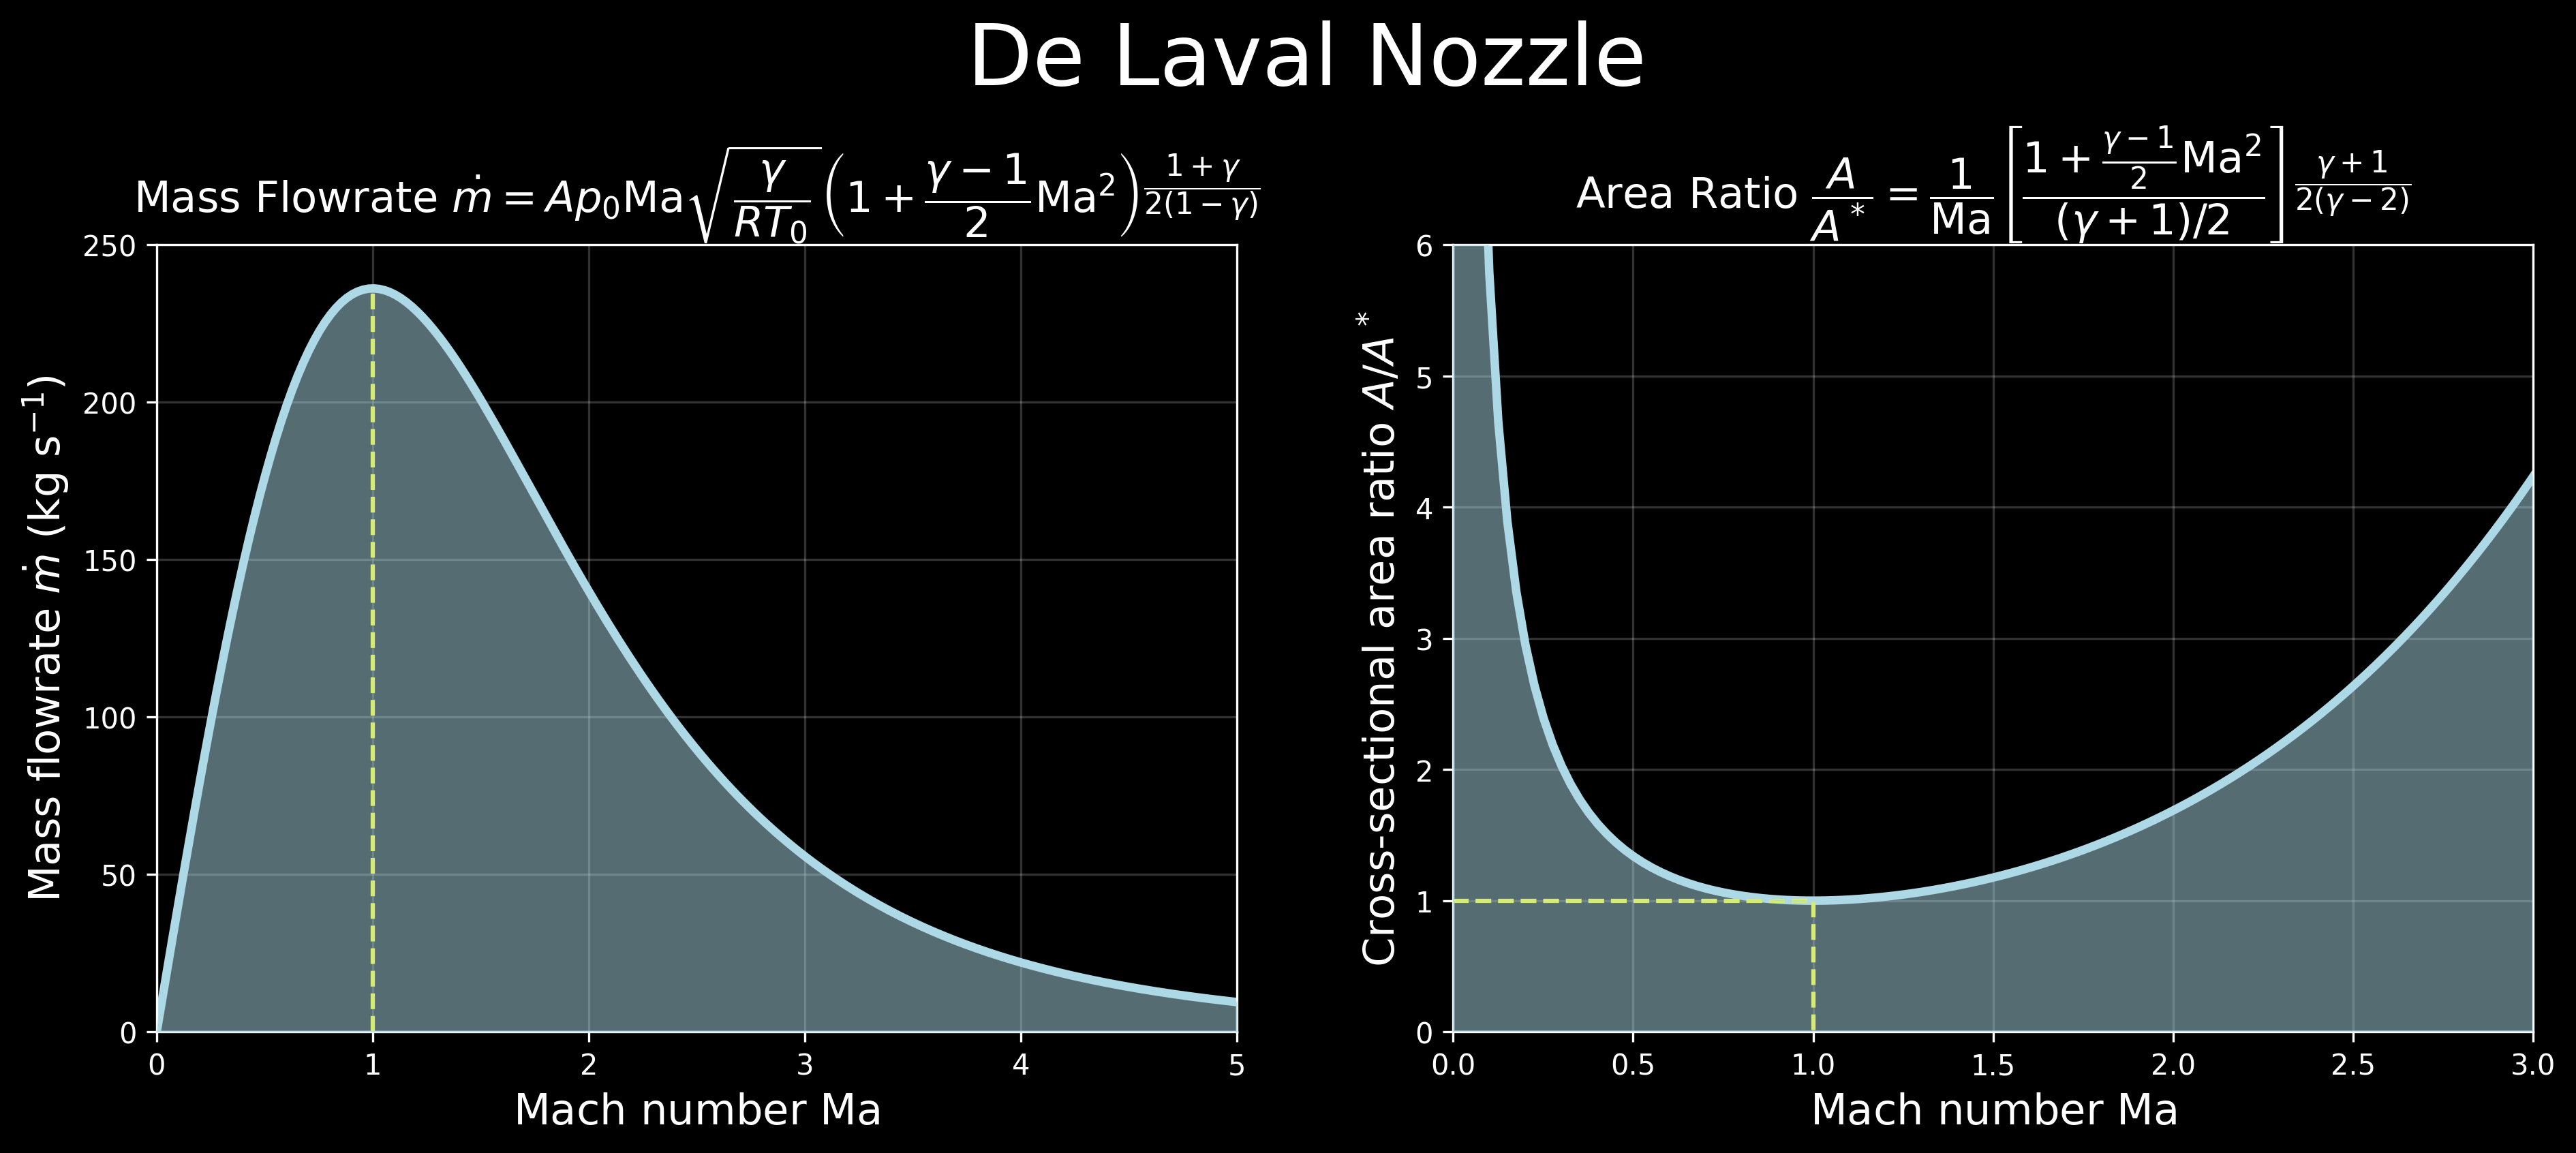 De Laval Nozzle
Mass Flowrate ṁ = Ap₀Ma√(γ/(RT₀)) (1 + (γ − 1)/2 Ma²)^((1 + γ)/(2(1 − γ)))
250
200
150
100
50
0
Mass flowrate ṁ (kg s⁻¹)
0 1 2 3 4 5
Mach number Ma
Area Ratio A/A* = 1/Ma [(1 + (γ − 1)/2 Ma²)/((γ + 1)/2)]^((γ + 1)/(2(γ − 2)))
6
5
4
3
2
1
0
Cross-sectional area ratio A/A*
0.0 0.5 1.0 1.5 2.0 2.5 3.0
Mach number Ma